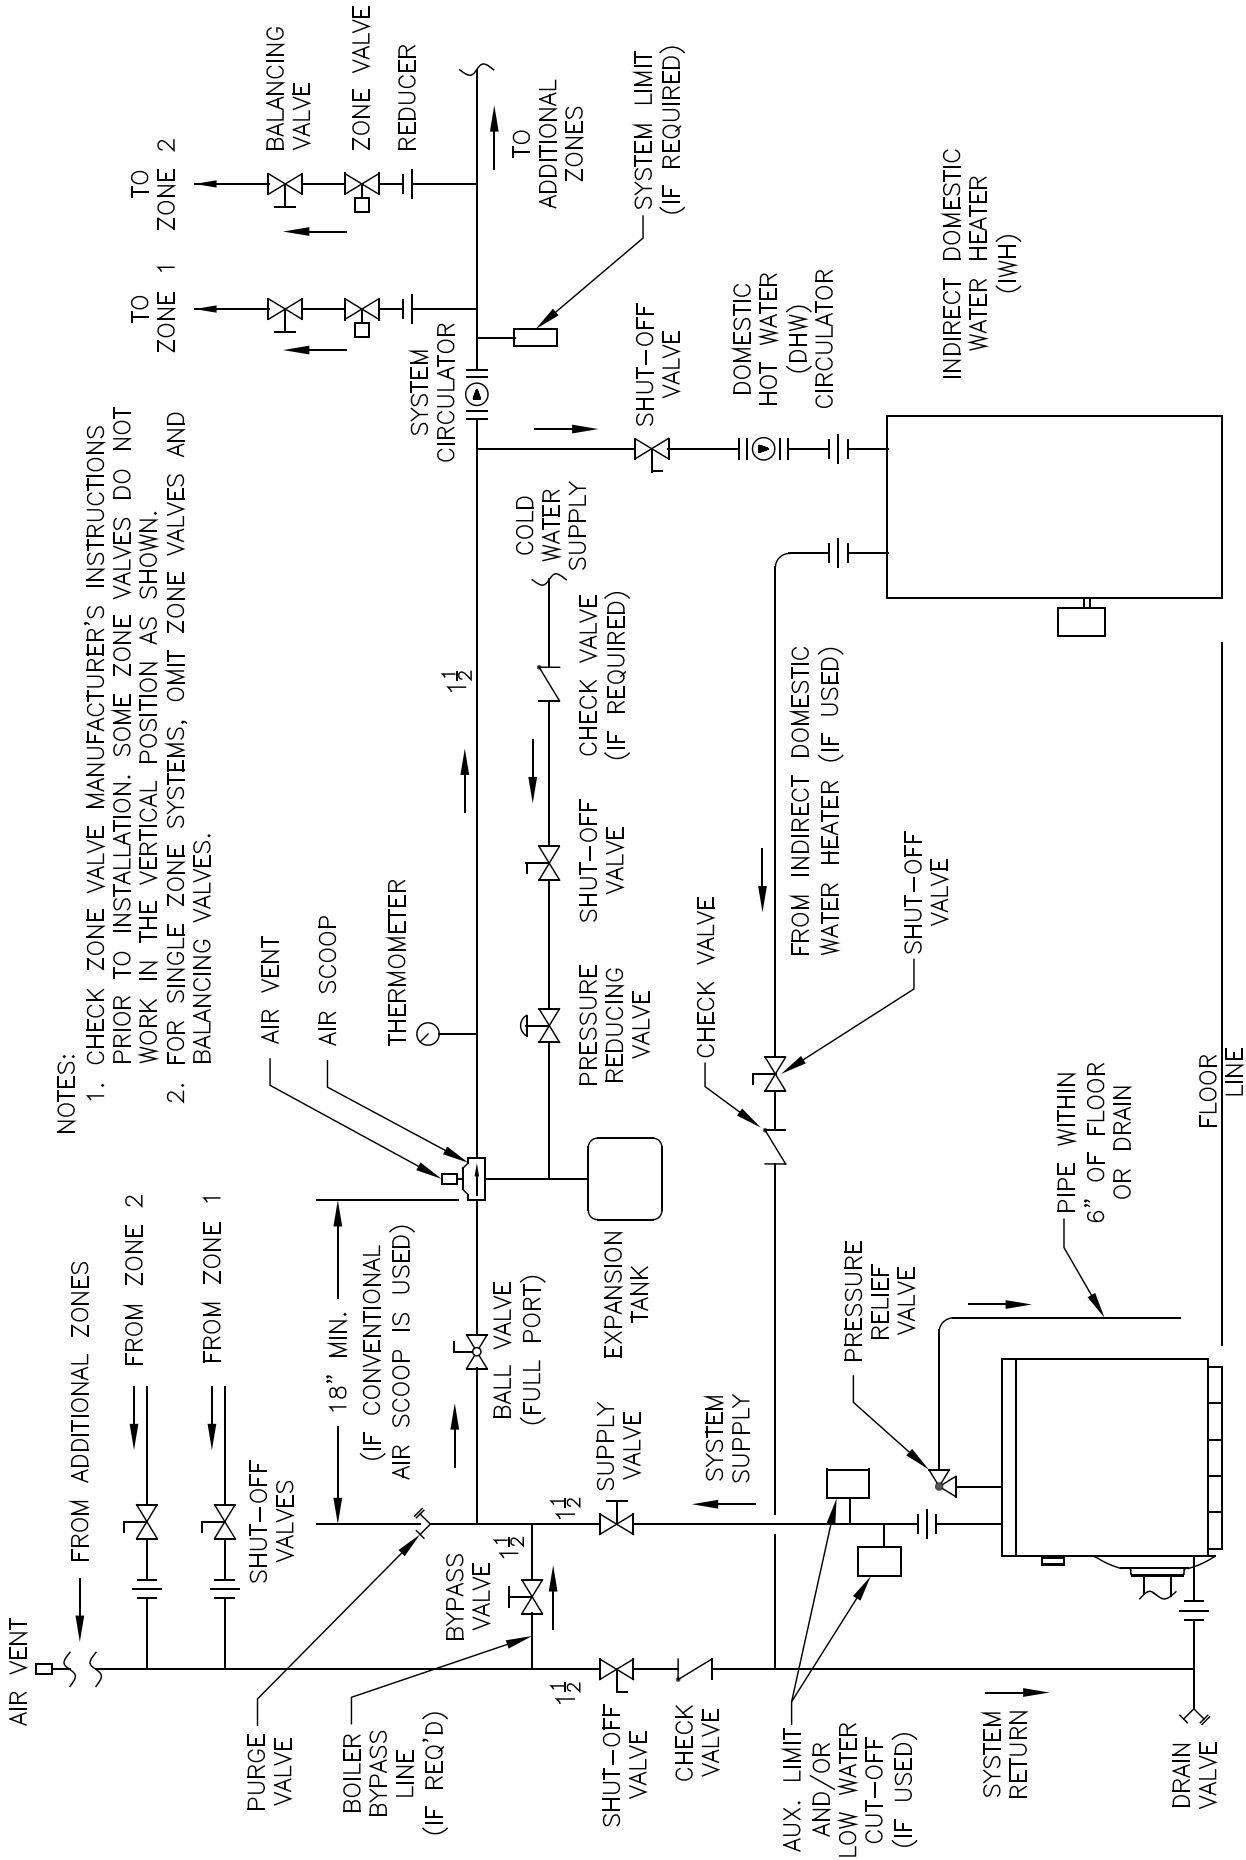 NOTES:
1. CHECK ZONE VALVE MANUFACTURER'S INSTRUCTIONS
PRIOR TO INSTALLATION. SOME ZONE VALVES DO NOT
WORK IN THE VERTICAL POSITION AS SHOWN.
2. FOR SINGLE ZONE SYSTEMS, OMIT ZONE VALVES AND
BALANCING VALVES.
AIR VENT
FROM ADDITIONAL ZONES
FROM ZONE 2
FROM ZONE 1
SHUT-OFF
VALVES
PURGE
VALVE
BOILER
BYPASS
LINE
(IF REQ'D)
BYPASS
VALVE
1 1/2
1 1/2
1 1/2
SHUT-OFF
VALVE
CHECK
VALVE
AUX. LIMIT
AND/OR
LOW WATER
CUT-OFF
(IF USED)
SYSTEM
RETURN
DRAIN
VALVE
18" MIN.
(IF CONVENTIONAL
AIR SCOOP IS USED)
BALL VALVE
(FULL PORT)
SUPPLY
VALVE
SYSTEM
SUPPLY
EXPANSION
TANK
PRESSURE
RELIEF
VALVE
PIPE WITHIN
6" OF FLOOR
OR DRAIN
FLOOR
LINE
AIR VENT
AIR SCOOP
THERMOMETER
1 1/2
PRESSURE
REDUCING
VALVE
SHUT-OFF
VALVE
CHECK VALVE
(IF REQUIRED)
COLD
WATER
SUPPLY
CHECK VALVE
SHUT-OFF
VALVE
FROM INDIRECT DOMESTIC
WATER HEATER (IF USED)
TO
ZONE 1
TO
ZONE 2
BALANCING
VALVE
ZONE VALVE
REDUCER
SYSTEM
CIRCULATOR
TO
ADDITIONAL
ZONES
SYSTEM LIMIT
(IF REQUIRED)
SHUT-OFF
VALVE
DOMESTIC
HOT WATER
(DHW)
CIRCULATOR
INDIRECT DOMESTIC
WATER HEATER
(IWH)